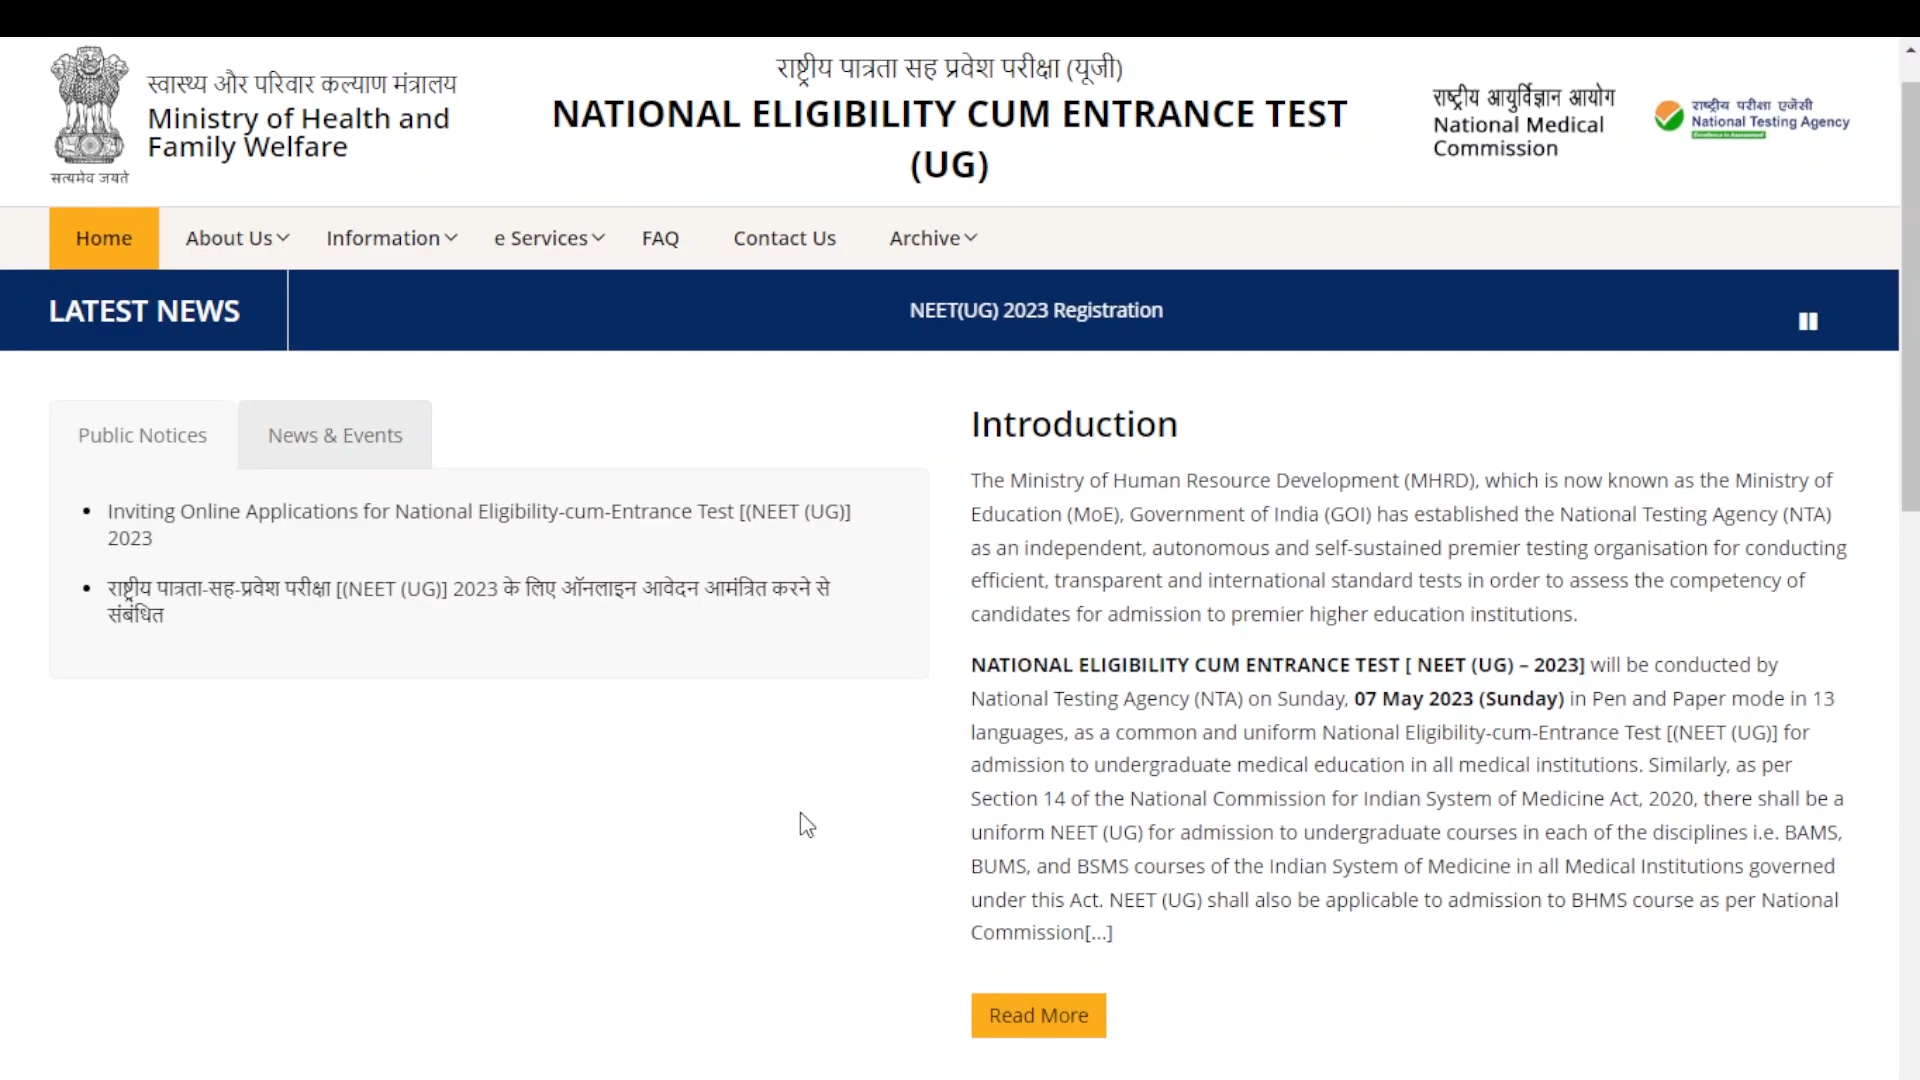 स्वास्थ्य और परिवार कल्याण मंत्रालय
Ministry of Health and
Family Welfare
सत्यमेव जयते
राष्ट्रीय पात्रता सह प्रवेश परीक्षा (यूजी)
NATIONAL ELIGIBILITY CUM ENTRANCE TEST
(UG)
राष्ट्रीय आयुर्विज्ञान आयोग
National Medical
Commission
राष्ट्रीय परीक्षा एजेंसी
National Testing Agency
Excellence in Assessment
Home
About Us
Information
e Services
FAQ
Contact Us
Archive
LATEST NEWS
NEET(UG) 2023 Registration
Public Notices
News & Events
Inviting Online Applications for National Eligibility-cum-Entrance Test [(NEET (UG)]
2023
राष्ट्रीय पात्रता-सह-प्रवेश परीक्षा [(NEET (UG)] 2023 के लिए ऑनलाइन आवेदन आमंत्रित करने से
संबंधित
Introduction
The Ministry of Human Resource Development (MHRD), which is now known as the Ministry of
Education (MoE), Government of India (GOI) has established the National Testing Agency (NTA)
as an independent, autonomous and self-sustained premier testing organisation for conducting
efficient, transparent and international standard tests in order to assess the competency of
candidates for admission to premier higher education institutions.
NATIONAL ELIGIBILITY CUM ENTRANCE TEST [ NEET (UG) – 2023] will be conducted by
National Testing Agency (NTA) on Sunday, 07 May 2023 (Sunday) in Pen and Paper mode in 13
languages, as a common and uniform National Eligibility-cum-Entrance Test [(NEET (UG)] for
admission to undergraduate medical education in all medical institutions. Similarly, as per
Section 14 of the National Commission for Indian System of Medicine Act, 2020, there shall be a
uniform NEET (UG) for admission to undergraduate courses in each of the disciplines i.e. BAMS,
BUMS, and BSMS courses of the Indian System of Medicine in all Medical Institutions governed
under this Act. NEET (UG) shall also be applicable to admission to BHMS course as per National
Commission[...]
Read More